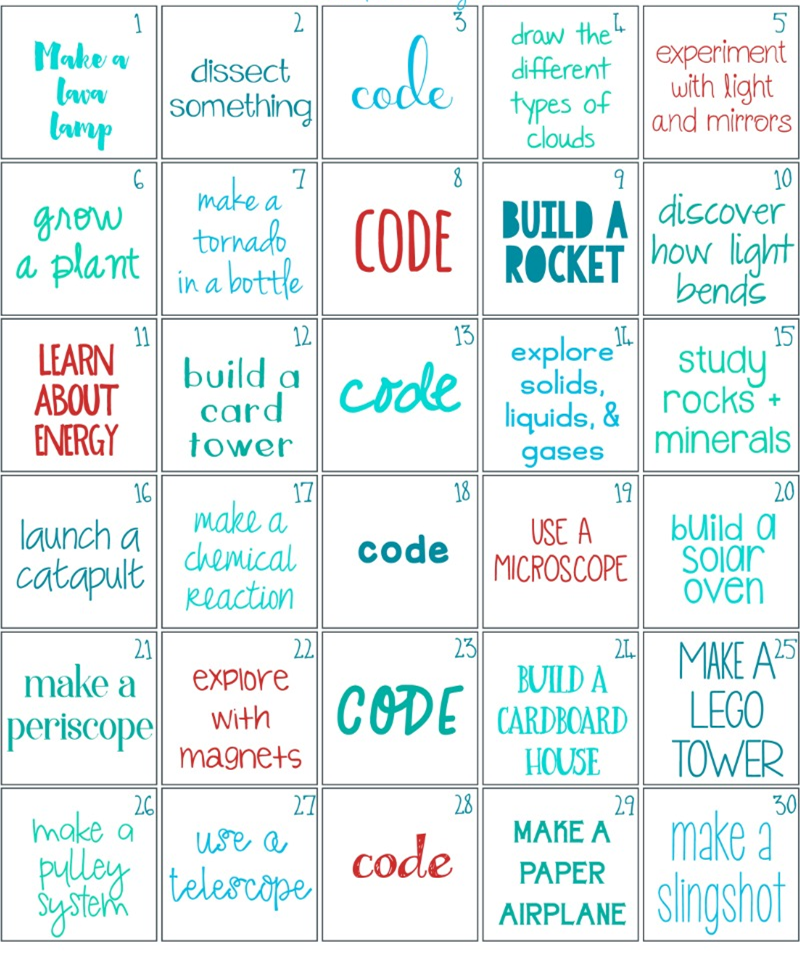 1
Make a
lava
lamp
2
dissect
something
3
code
4
draw the
different
types of
clouds
5
experiment
with light
and mirrors
6
grow
a plant
7
make a
tornado
in a bottle
8
CODE
9
BUILD A
ROCKET
10
discover
how light
bends
11
LEARN
ABOUT
ENERGY
12
build a
card
tower
13
code
14
explore
solids,
liquids, &
gases
15
study
rocks +
minerals
16
launch a
catapult
17
make a
chemical
reaction
18
code
19
USE A
MICROSCOPE
20
build a
solar
oven
21
make a
periscope
22
explore
with
magnets
23
CODE
24
BUILD A
CARDBOARD
HOUSE
25
MAKE A
LEGO
TOWER
26
make a
pulley
system
27
use a
telescope
28
code
29
MAKE A
PAPER
AIRPLANE
30
make a
slingshot